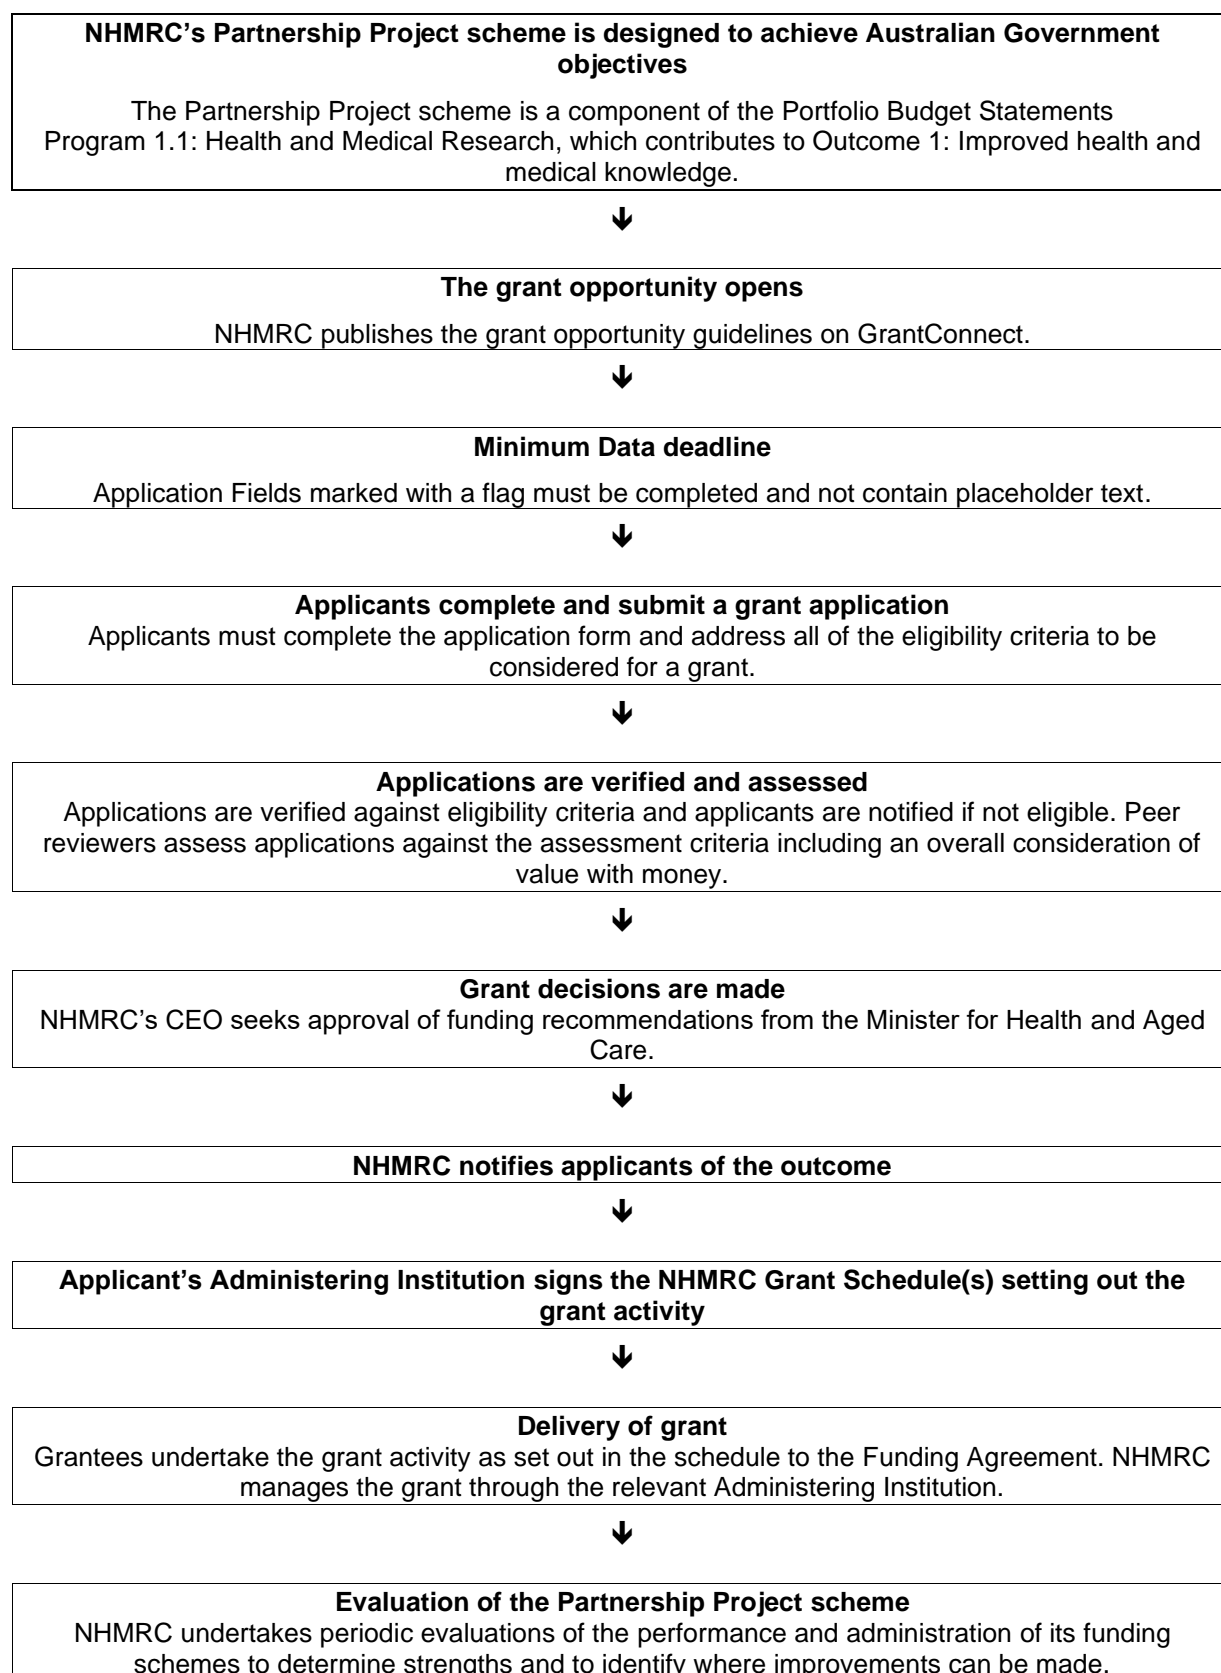 NHMRC’s Partnership Project scheme is designed to achieve Australian Government
objectives
The Partnership Project scheme is a component of the Portfolio Budget Statements
Program 1.1: Health and Medical Research, which contributes to Outcome 1: Improved health and
medical knowledge.
The grant opportunity opens
NHMRC publishes the grant opportunity guidelines on GrantConnect.
Minimum Data deadline
Application Fields marked with a flag must be completed and not contain placeholder text.
Applicants complete and submit a grant application
Applicants must complete the application form and address all of the eligibility criteria to be
considered for a grant.
Applications are verified and assessed
Applications are verified against eligibility criteria and applicants are notified if not eligible. Peer
reviewers assess applications against the assessment criteria including an overall consideration of
value with money.
Grant decisions are made
NHMRC’s CEO seeks approval of funding recommendations from the Minister for Health and Aged
Care.
NHMRC notifies applicants of the outcome
Applicant’s Administering Institution signs the NHMRC Grant Schedule(s) setting out the
grant activity
Delivery of grant
Grantees undertake the grant activity as set out in the schedule to the Funding Agreement. NHMRC
manages the grant through the relevant Administering Institution.
Evaluation of the Partnership Project scheme
NHMRC undertakes periodic evaluations of the performance and administration of its funding
schemes to determine strengths and to identify where improvements can be made.